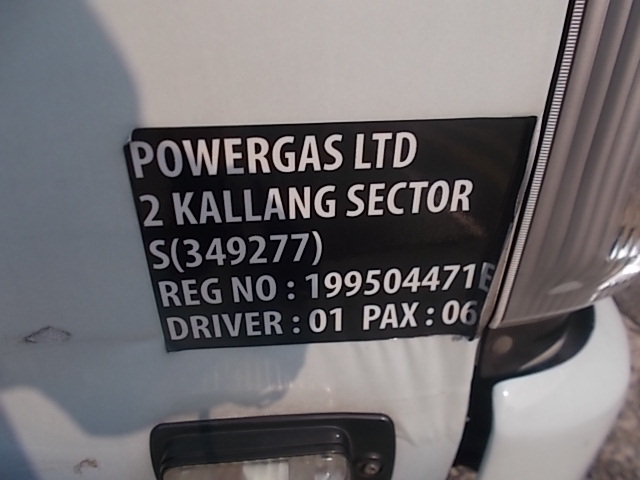 POWERGAS LTD
2 KALLANG SECTOR
S(349277)
REG NO : 199504471E
DRIVER : 01 PAX : 06